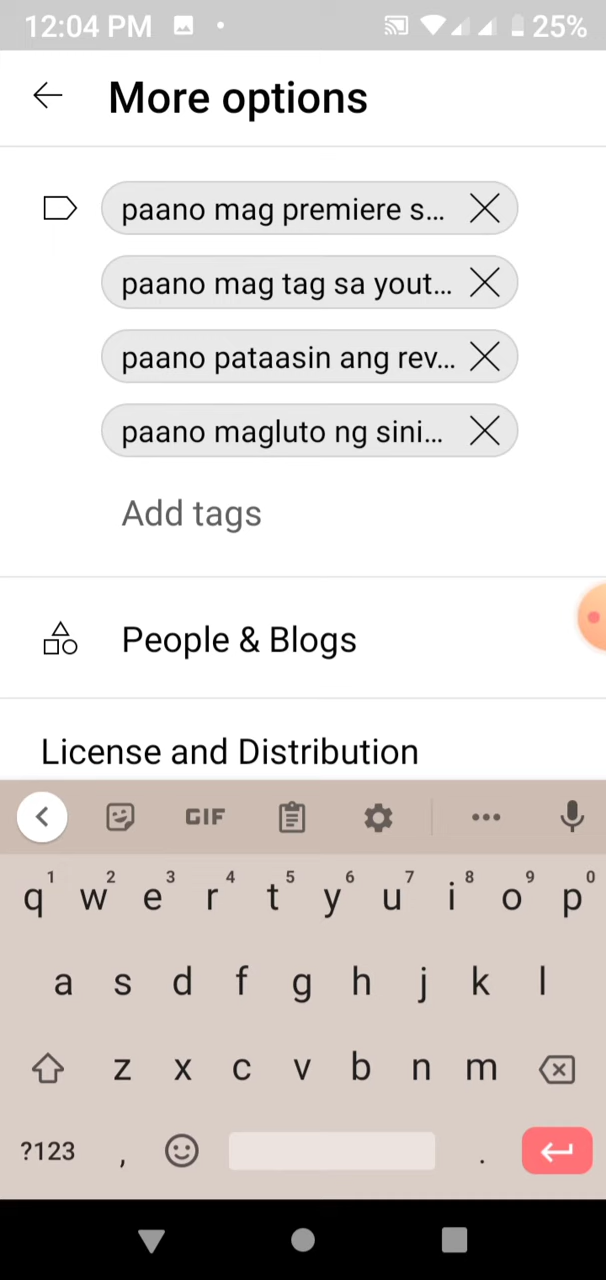 12:04 PM 25%
More options
paano mag premiere s...
paano mag tag sa yout...
paano pataasin ang rev...
paano magluto ng sini...
Add tags
People & Blogs
License and Distribution
GIF
1 2 3 4 5 6 7 8 9 0
q w e r t y u i o p
a s d f g h j k l
z x c v b n m
?123 , .